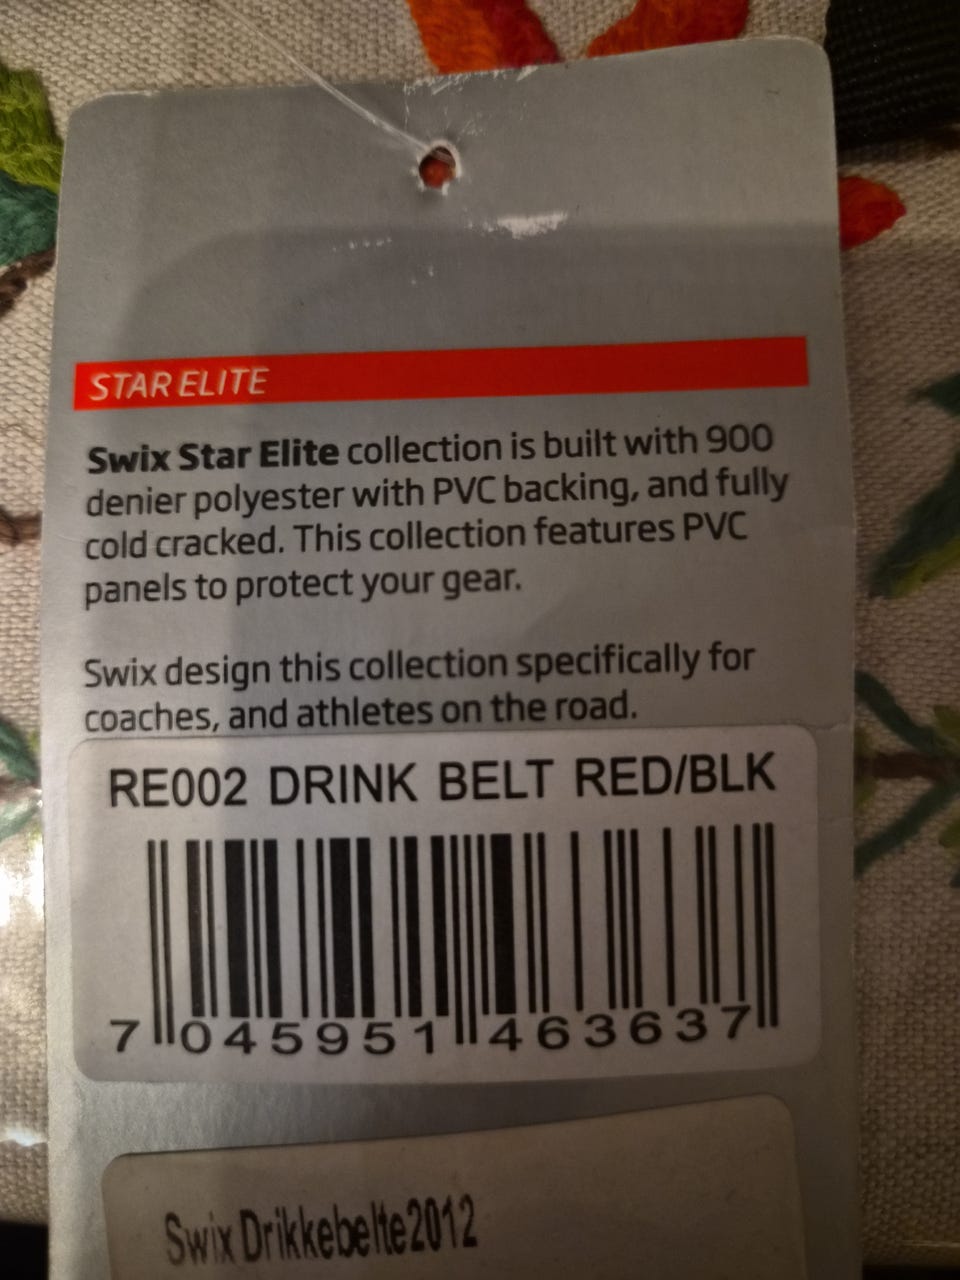 STAR ELITE
Swix Star Elite collection is built with 900
denier polyester with PVC backing, and fully
cold cracked. This collection features PVC
panels to protect your gear.
Swix design this collection specifically for
coaches, and athletes on the road.
RE002 DRINK BELT RED/BLK
7 045951 463637
Swix Drikkebelte2012